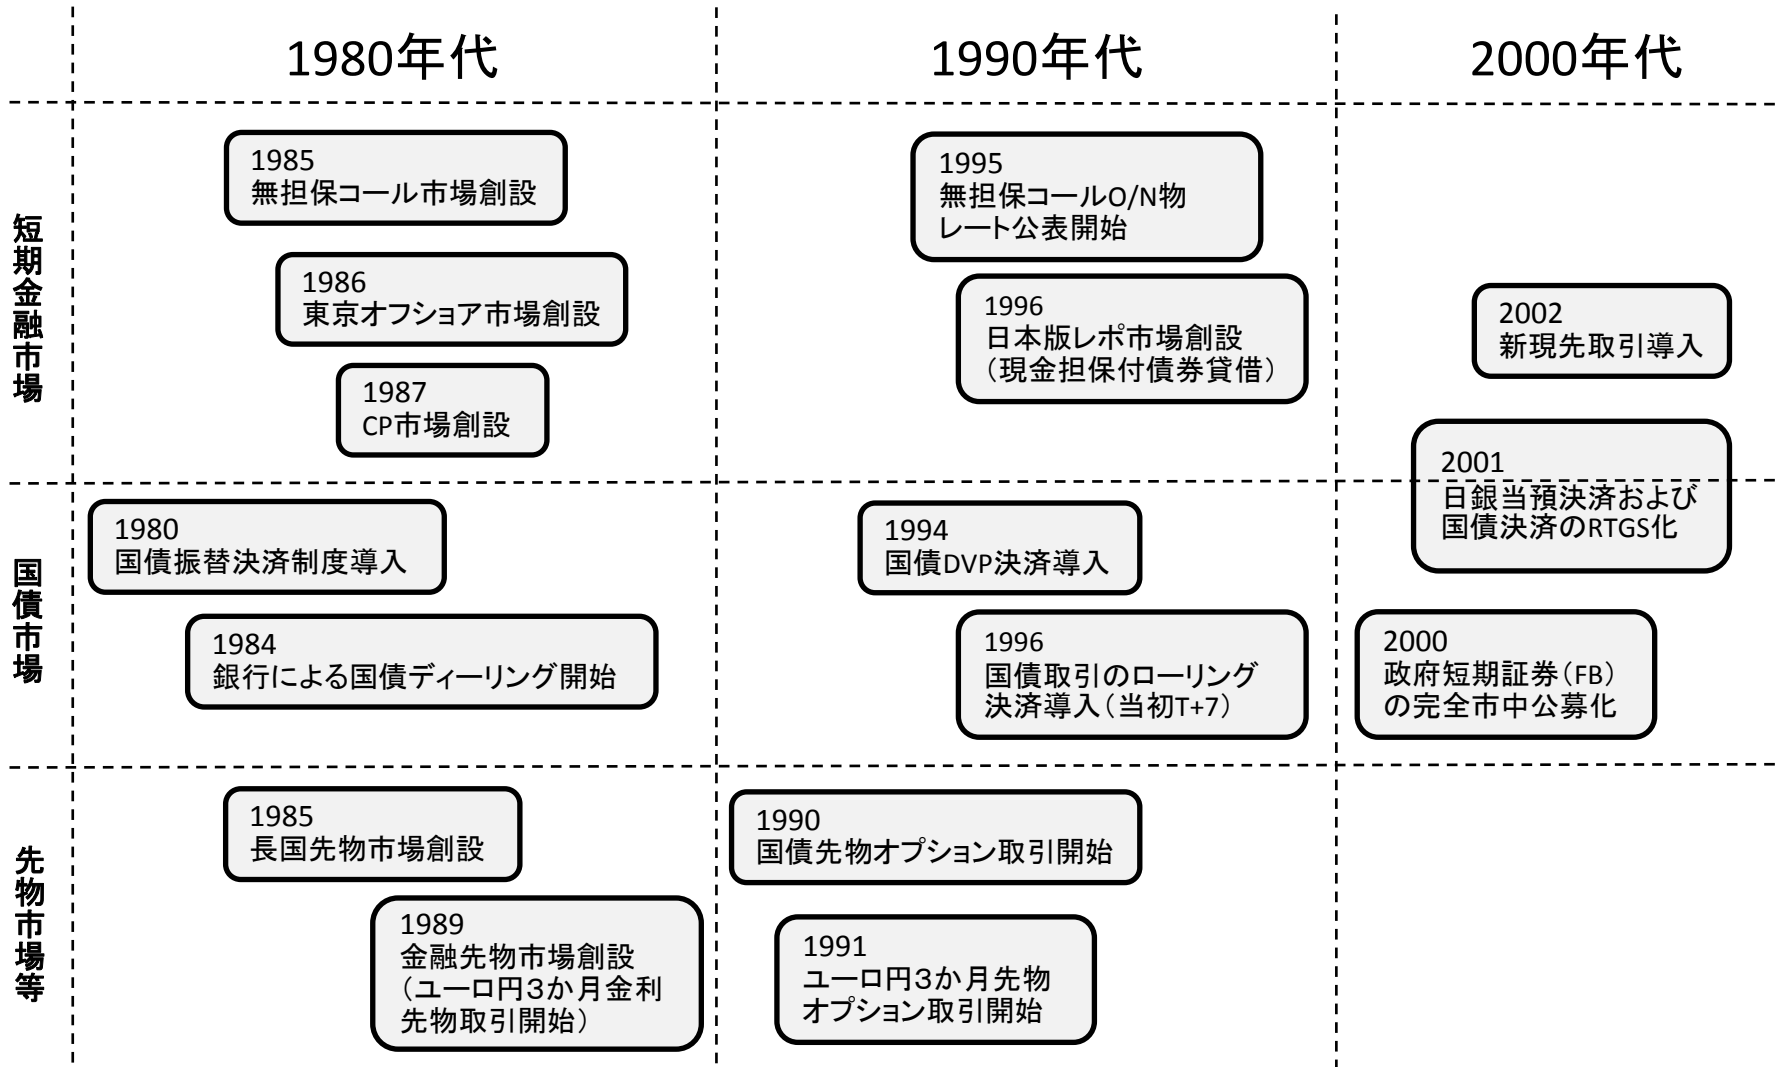 1980年代
1990年代
2000年代
短期金融市場
1985
無担保コール市場創設
1986
東京オフショア市場創設
1987
CP市場創設
1995
無担保コールO/N物
レート公表開始
1996
日本版レポ市場創設
（現金担保付債券貸借）
2002
新現先取引導入
2001
日銀当預決済および
国債決済のRTGS化
国債市場
1980
国債振替決済制度導入
1984
銀行による国債ディーリング開始
1994
国債DVP決済導入
1996
国債取引のローリング
決済導入（当初T+7）
2000
政府短期証券（FB）
の完全市中公募化
先物市場等
1985
長国先物市場創設
1989
金融先物市場創設
（ユーロ円３か月金利
先物取引開始）
1990
国債先物オプション取引開始
1991
ユーロ円３か月先物
オプション取引開始